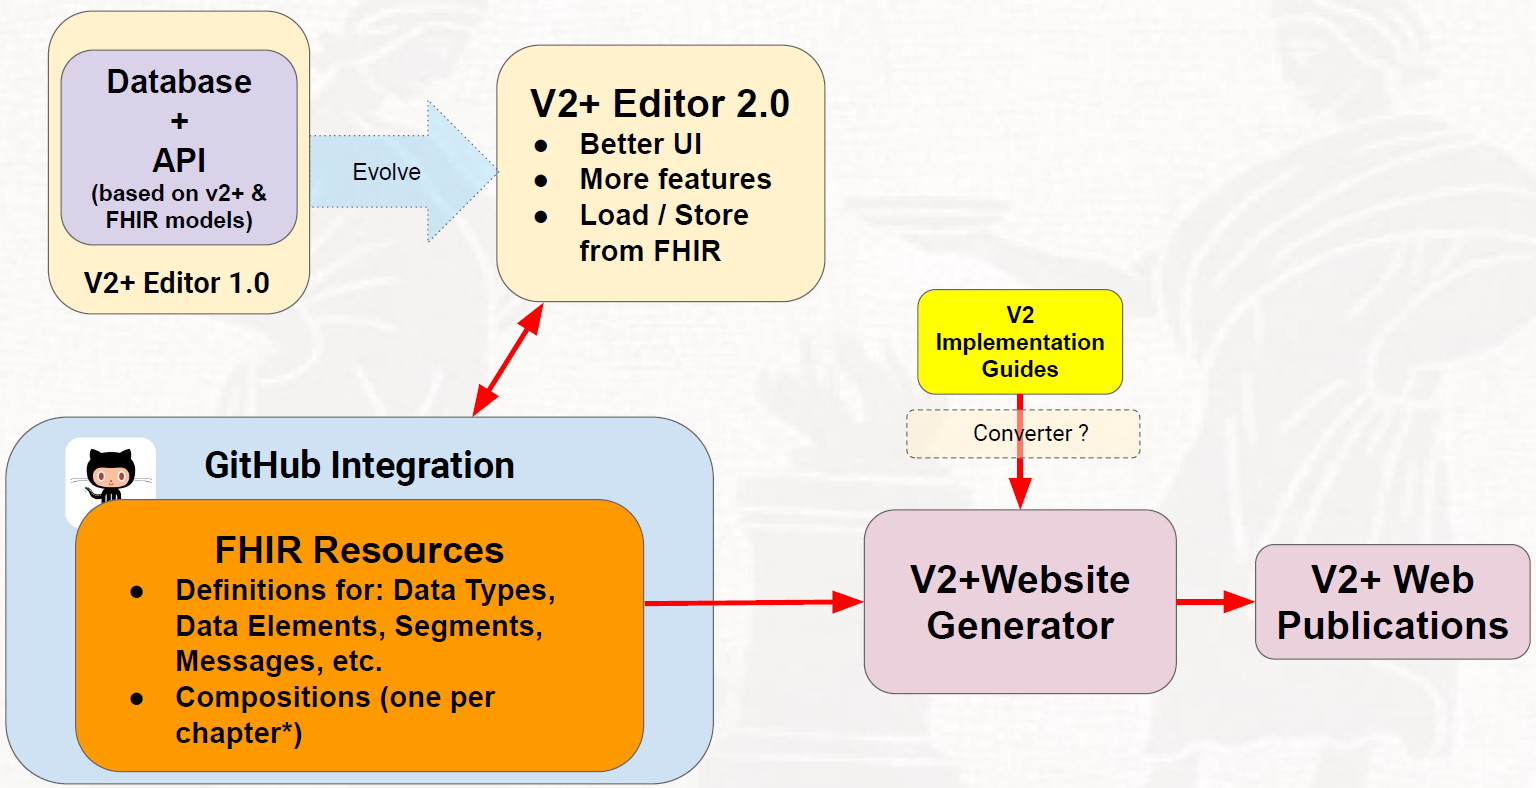 Database
+
API
(based on v2+ &
FHIR models)
V2+ Editor 1.0
Evolve
V2+ Editor 2.0
● Better UI
● More features
● Load / Store
from FHIR
V2
Implementation
Guides
Converter ?
GitHub Integration
FHIR Resources
● Definitions for: Data Types,
Data Elements, Segments,
Messages, etc.
● Compositions (one per
chapter*)
V2+Website
Generator
V2+ Web
Publications